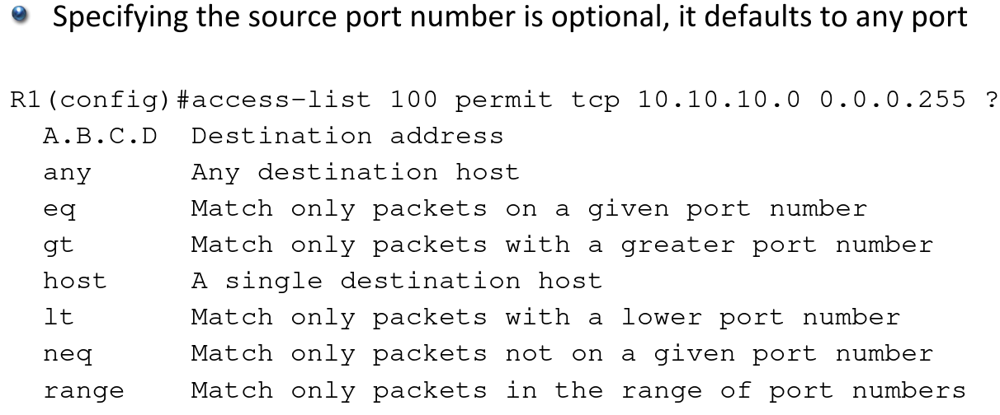 Specifying the source port number is optional, it defaults to any port
R1(config)#access-list 100 permit tcp 10.10.10.0 0.0.0.255 ?
A.B.C.D Destination address
any Any destination host
eq Match only packets on a given port number
gt Match only packets with a greater port number
host A single destination host
lt Match only packets with a lower port number
neq Match only packets not on a given port number
range Match only packets in the range of port numbers